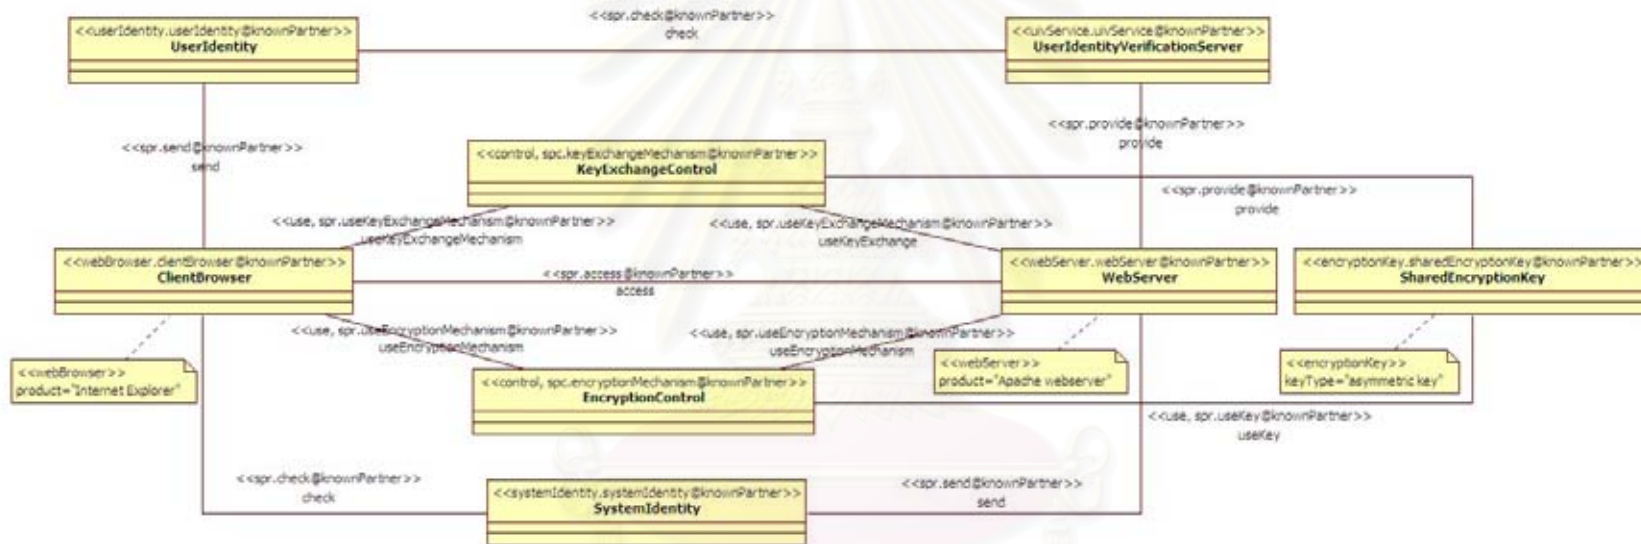 <<spr.check@knownPartner>>
check
<<userIdentity.userIdentity@knownPartner>>
UserIdentity
<<uivService.uivService@knownPartner>>
UserIdentityVerificationServer
<<spr.send@knownPartner>>
send
<<spr.provide@knownPartner>>
provide
<<control, spc.keyExchangeMechanism@knownPartner>>
KeyExchangeControl
<<spr.provide@knownPartner>>
provide
<<use, spr.useKeyExchangeMechanism@knownPartner>>
useKeyExchangeMechanism
<<use, spr.useKeyExchangeMechanism@knownPartner>>
useKeyExchange
<<webBrowser.clientBrowser@knownPartner>>
ClientBrowser
<<spr.access@knownPartner>>
access
<<webServer.webServer@knownPartner>>
WebServer
<<encryptionKey.sharedEncryptionKey@knownPartner>>
SharedEncryptionKey
<<use, spr.useEncryptionMechanism@knownPartner>>
useEncryptionMechanism
<<use, spr.useEncryptionMechanism@knownPartner>>
useEncryptionMechanism
<<webBrowser>>
product="Internet Explorer"
<<control, spc.encryptionMechanism@knownPartner>>
EncryptionControl
<<webServer>>
product="Apache webserver"
<<encryptionKey>>
keyType="asymmetric key"
<<use, spr.useKey@knownPartner>>
useKey
<<spr.check@knownPartner>>
check
<<systemIdentity.systemIdentity@knownPartner>>
SystemIdentity
<<spr.send@knownPartner>>
send